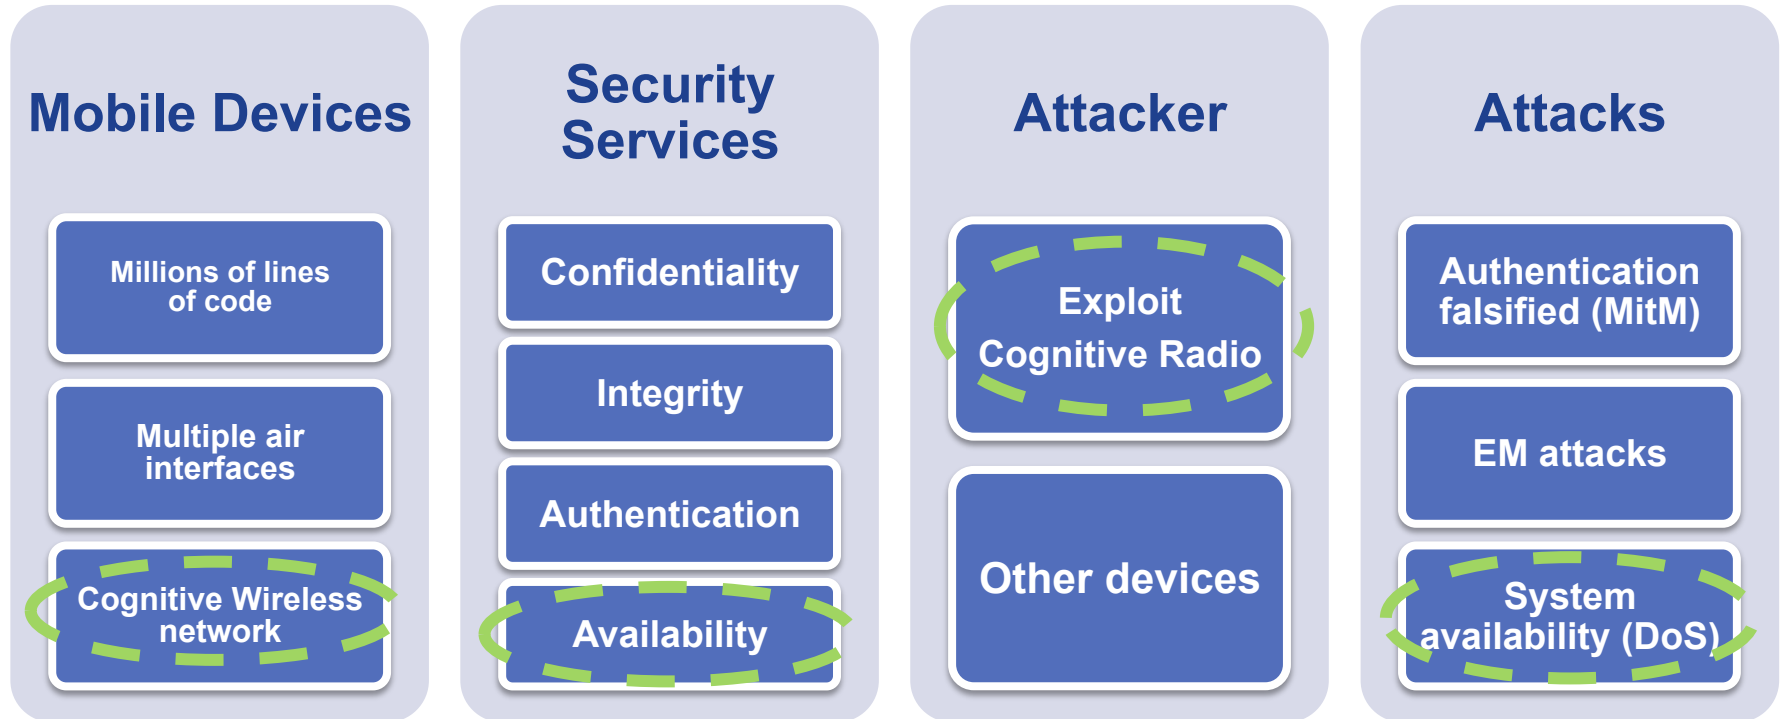 Mobile Devices
Millions of lines
of code
Multiple air
interfaces
Cognitive Wireless
network
Security
Services
Confidentiality
Integrity
Authentication
Availability
Attacker
Exploit
Cognitive Radio
Other devices
Attacks
Authentication
falsified (MitM)
EM attacks
System
availability (DoS)